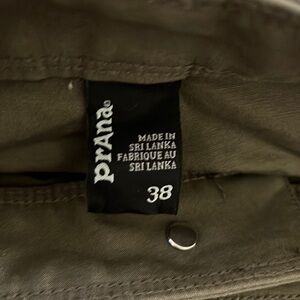 prAna®
MADE IN
SRI LANKA
FABRIQUE AU
SRI LANKA
38